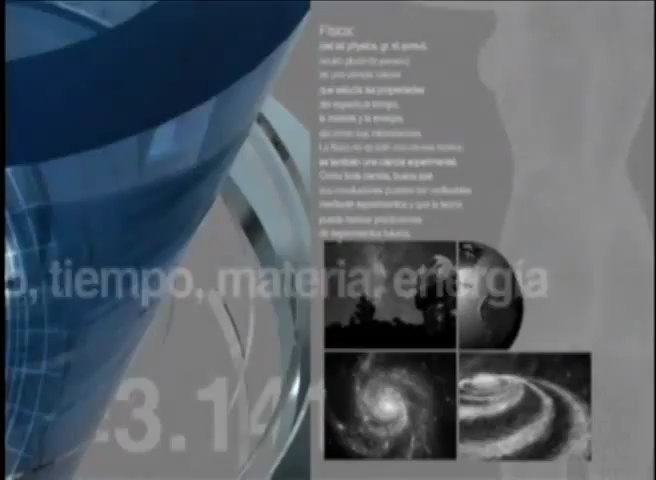 Física:
(del lat. physica, gr. τὰ φυσικά,
neutro plural de physikós)
es una ciencia natural
que estudia las propiedades
del espacio, el tiempo,
la materia y la energía,
así como sus interacciones.
La física no es sólo una ciencia teórica,
es también una ciencia experimental.
Como toda ciencia, busca que
sus conclusiones puedan ser verificables
mediante experimentos y que la teoría
pueda realizar predicciones
de experimentos futuros.
o, tiempo, materia, energía
3.141